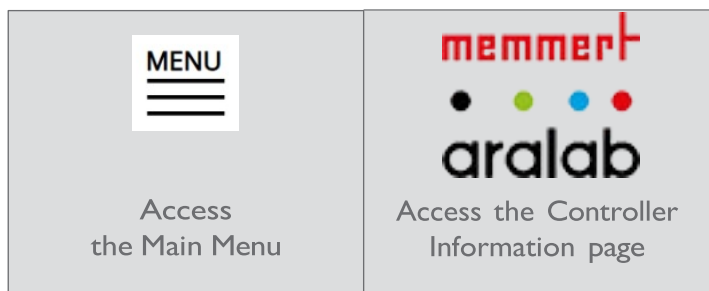 MENU
Access
the Main Menu
memmert
aralab
Access the Controller
Information page